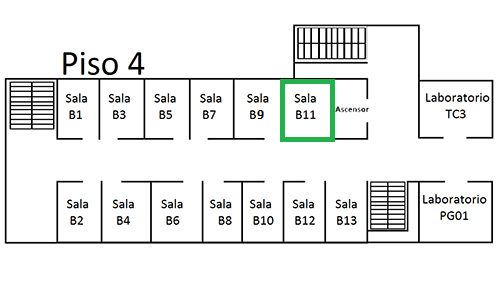 Piso 4
Sala
B1
Sala
B3
Sala
B5
Sala
B7
Sala
B9
Sala
B11
Ascensor
Laboratorio
TC3
Sala
B2
Sala
B4
Sala
B6
Sala
B8
Sala
B10
Sala
B12
Sala
B13
Laboratorio
PG01